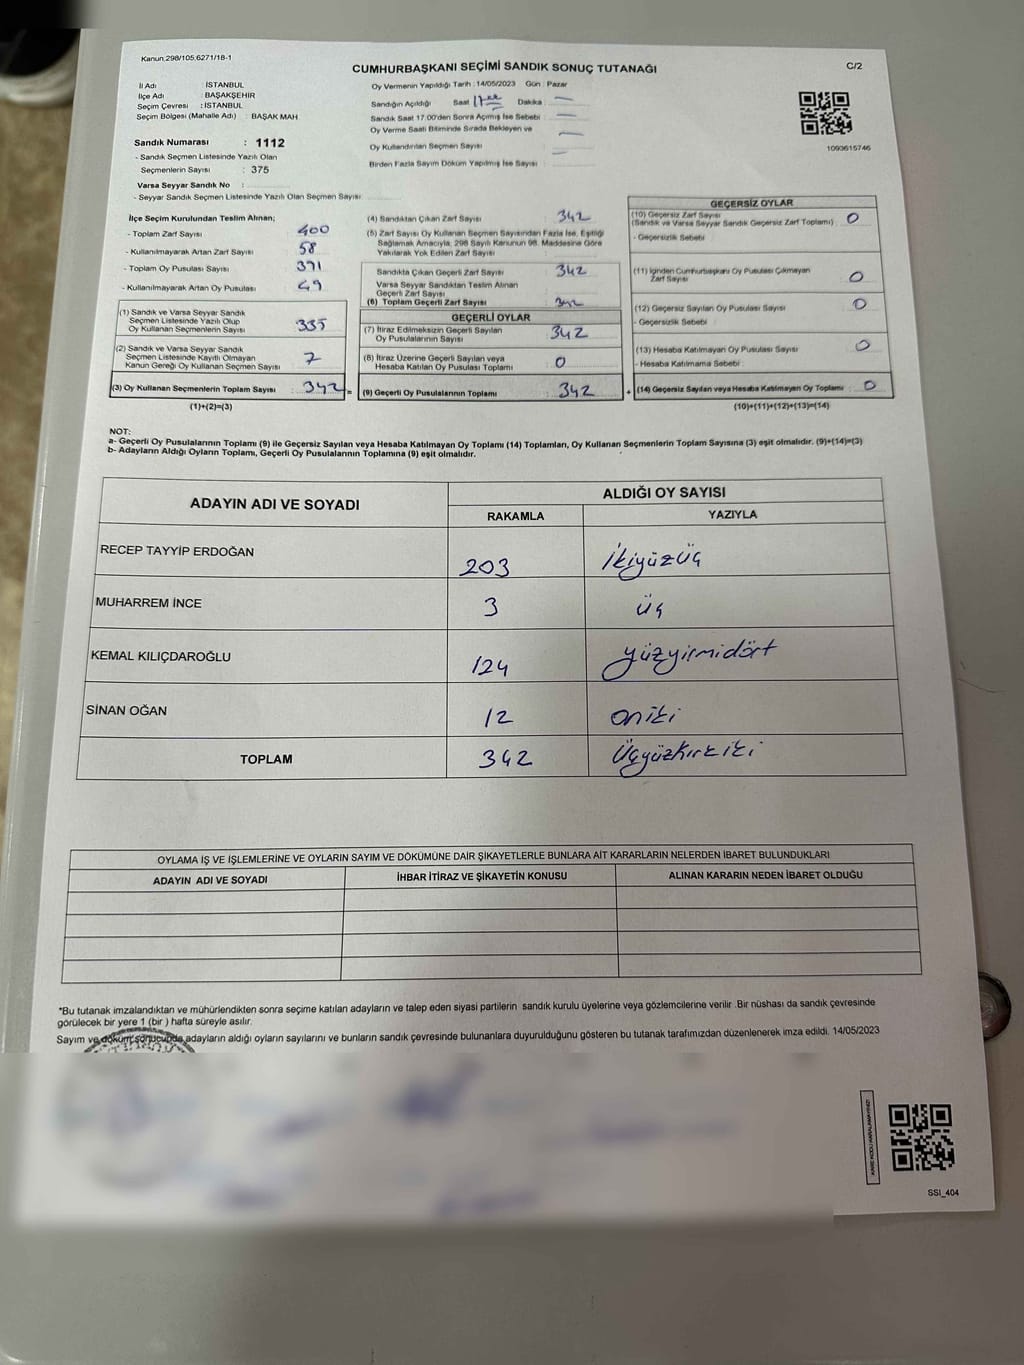 Kanun:298/105,6271/18-1
CUMHURBAŞKANI SEÇİMİ SANDIK SONUÇ TUTANAĞI
C/2
İl Adı : İSTANBUL
İlçe Adı : BAŞAKŞEHİR
Seçim Çevresi : İSTANBUL
Seçim Bölgesi (Mahalle Adı) : BAŞAK MAH
Sandık Numarası : 1112
- Sandık Seçmen Listesinde Yazılı Olan
Seçmenlerin Sayısı : 375
Varsa Seyyar Sandık No :
- Seyyar Sandık Seçmen Listesinde Yazılı Olan Seçmen Sayısı:
Oy Vermenin Yapıldığı Tarih : 14/05/2023 Gün : Pazar
Sandığın Açıldığı Saat 17 Dakika :
Sandık Saat 17.00'den Sonra Açılmış İse Sebebi :
Oy Verme Saati Bitiminde Sırada Bekleyen ve
Oy Kullandırılan Seçmen Sayısı :
Birden Fazla Sayım Döküm Yapılmış İse Sayısı :
1093615746
İlçe Seçim Kurulundan Teslim Alınan;
- Toplam Zarf Sayısı : 400
- Kullanılmayarak Artan Zarf Sayısı : 58
- Toplam Oy Pusulası Sayısı : 391
- Kullanılmayarak Artan Oy Pusulası : 49
(1) Sandık ve Varsa Seyyar Sandık
Seçmen Listesinde Yazılı Olup
Oy Kullanan Seçmenlerin Sayısı : 335
(2) Sandık ve Varsa Seyyar Sandık
Seçmen Listesinde Kayıtlı Olmayan
Kanun Gereği Oy Kullanan Seçmen Sayısı : 7
(3) Oy Kullanan Seçmenlerin Toplam Sayısı : 342 =
(1)+(2)=(3)
(4) Sandıktan Çıkan Zarf Sayısı : 342
(5) Zarf Sayısı Oy Kullanan Seçmen Sayısından Fazla İse, Eşitliği
Sağlamak Amacıyla, 298 Sayılı Kanunun 98. Maddesine Göre
Yakılarak Yok Edilen Zarf Sayısı :
Sandıkta Çıkan Geçerli Zarf Sayısı : 342
Varsa Seyyar Sandıktan Teslim Alınan
Geçerli Zarf Sayısı :
(6) Toplam Geçerli Zarf Sayısı : 342
GEÇERLİ OYLAR
(7) İtiraz Edilmeksizin Geçerli Sayılan
Oy Pusulalarının Sayısı : 342
(8) İtiraz Üzerine Geçerli Sayılan veya
Hesaba Katılan Oy Pusulası Toplamı : 0
(9) Geçerli Oy Pusulalarının Toplamı : 342 +
GEÇERSİZ OYLAR
(10) Geçersiz Zarf Sayısı
(Sandık ve Varsa Seyyar Sandık Geçersiz Zarf Toplamı) : 0
- Geçersizlik Sebebi :
(11) İçinden Cumhurbaşkanı Oy Pusulası Çıkmayan
Zarf Sayısı : 0
(12) Geçersiz Sayılan Oy Pusulası Sayısı : 0
- Geçersizlik Sebebi :
(13) Hesaba Katılmayan Oy Pusulası Sayısı : 0
- Hesaba Katılmama Sebebi :
(14) Geçersiz Sayılan veya Hesaba Katılmayan Oy Toplamı : 0
(10)+(11)+(12)+(13)=(14)
NOT:
a- Geçerli Oy Pusulalarının Toplamı (9) ile Geçersiz Sayılan veya Hesaba Katılmayan Oy Toplamı (14) Toplamları, Oy Kullanan Seçmenlerin Toplam Sayısına (3) eşit olmalıdır. (9)+(14)=(3)
b- Adayların Aldığı Oyların Toplamı, Geçerli Oy Pusulalarının Toplamına (9) eşit olmalıdır.
ADAYIN ADI VE SOYADI
ALDIĞI OY SAYISI
RAKAMLA YAZIYLA
RECEP TAYYİP ERDOĞAN 203 İkiyüzüç
MUHARREM İNCE 3 üç
KEMAL KILIÇDAROĞLU 124 yüzyirmidört
SİNAN OĞAN 12 oniki
TOPLAM 342 Üçyüzkırkiki
OYLAMA İŞ VE İŞLEMLERİNE VE OYLARIN SAYIM VE DÖKÜMÜNE DAİR ŞİKAYETLERLE BUNLARA AİT KARARLARIN NELERDEN İBARET BULUNDUKLARI
ADAYIN ADI VE SOYADI İHBAR İTİRAZ VE ŞİKAYETİN KONUSU ALINAN KARARIN NEDEN İBARET OLDUĞU
*Bu tutanak imzalandıktan ve mühürlendikten sonra seçime katılan adayların ve talep eden siyasi partilerin sandık kurulu üyelerine veya gözlemcilerine verilir .Bir nüshası da sandık çevresinde
görülecek bir yere 1 (bir ) hafta süreyle asılır.
Sayım ve döküm sonucunda adayların aldığı oyların sayılarını ve bunların sandık çevresinde bulunanlara duyurulduğunu gösteren bu tutanak tarafımızdan düzenlenerek imza edildi. 14/05/2023
SSI_404